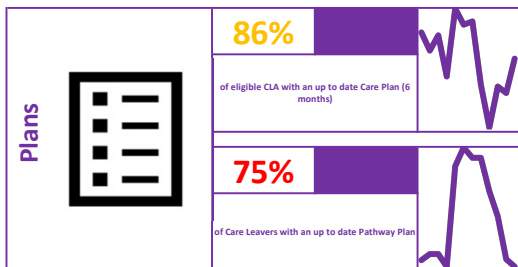 Plans
86%
of eligible CLA with an up to date Care Plan (6
months)
75%
of Care Leavers with an up to date Pathway Plan